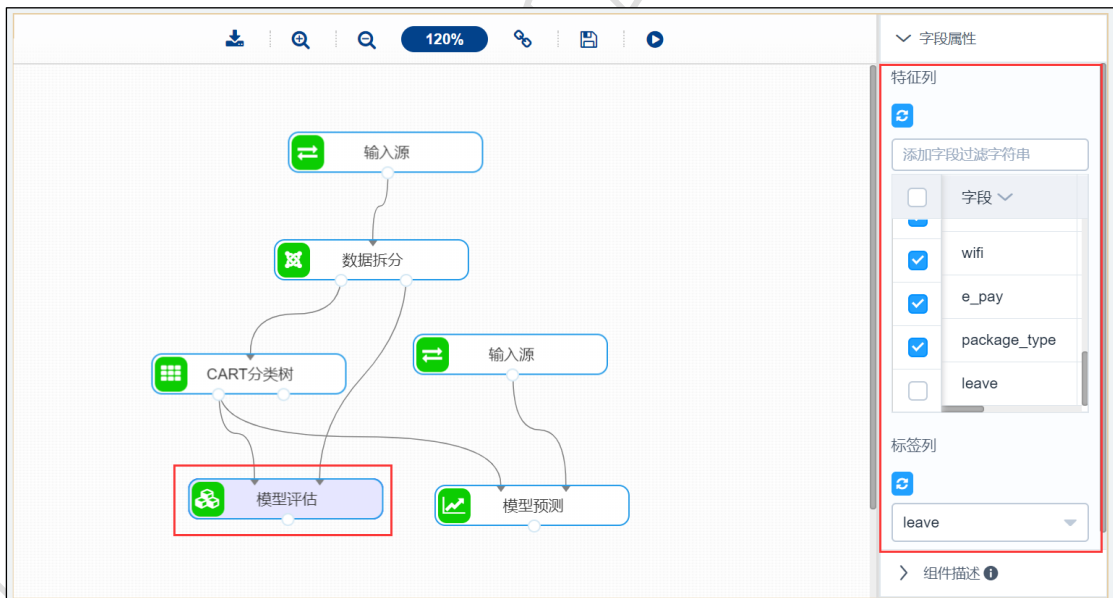 120%
字段属性
特征列
添加字段过滤字符串
字段
wifi
e_pay
package_type
leave
标签列
leave
组件描述
输入源
数据拆分
CART分类树
输入源
模型评估
模型预测